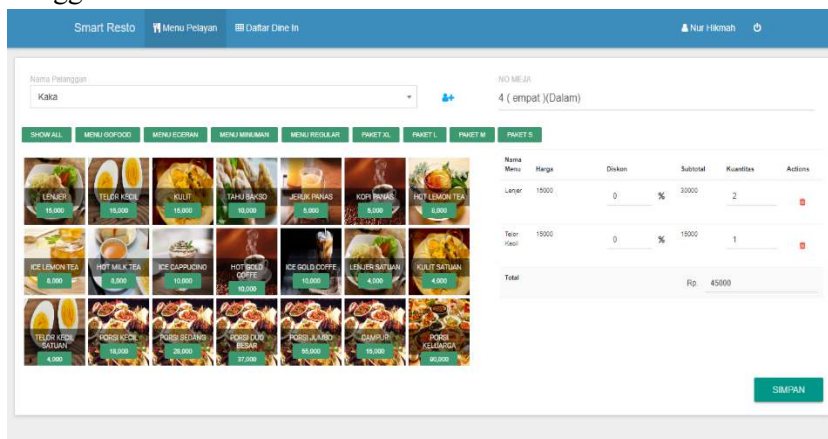 Smart Resto Menu Pelayan Daftar Dine In Nur Hikmah
Nama Pelanggan NO MEJA
Kaka 4 ( empat )(Dalam)
SHOW ALL MENU GOFOOD MENU ECERAN MENU MINUMAN MENU REGULAR PAKET XL PAKET L PAKET M PAKET S
LENJER TELOR KECIL KULIT TAHU BAKSO JERUK PANAS KOPI PANAS HOT LEMON TEA
15,000 15,000 15,000 10,000 5,000 5,000 8,000
ICE LEMON TEA HOT MILK TEA ICE CAPPUCINO HOT GOLD COFFE ICE GOLD COFFE LENJER SATUAN KULIT SATUAN
8,000 8,000 10,000 10,000 10,000 4,000 4,000
TELOR KECIL SATUAN PORSI KECIL PORSI SEDANG PORSI DUO BESAR PORSI JUMBO CAMPUR PORSI KELUARGA
4,000 18,000 28,000 37,000 55,000 15,000 90,000
Nama Menu Harga Diskon Subtotal Kuantitas Actions
Lenjer 15000 0 % 30000 2
Telor Kecil 15000 0 % 15000 1
Total Rp. 45000
SIMPAN